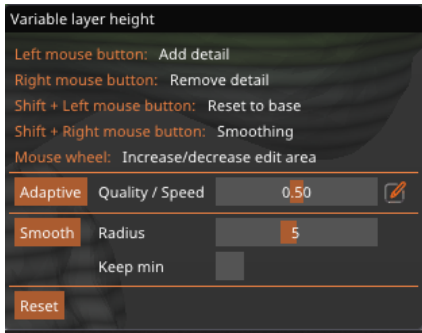 Variable layer height
Left mouse button: Add detail
Right mouse button: Remove detail
Shift + Left mouse button: Reset to base
Shift + Right mouse button: Smoothing
Mouse wheel: Increase/decrease edit area
Adaptive Quality / Speed 0.50
Smooth Radius 5
Keep min
Reset